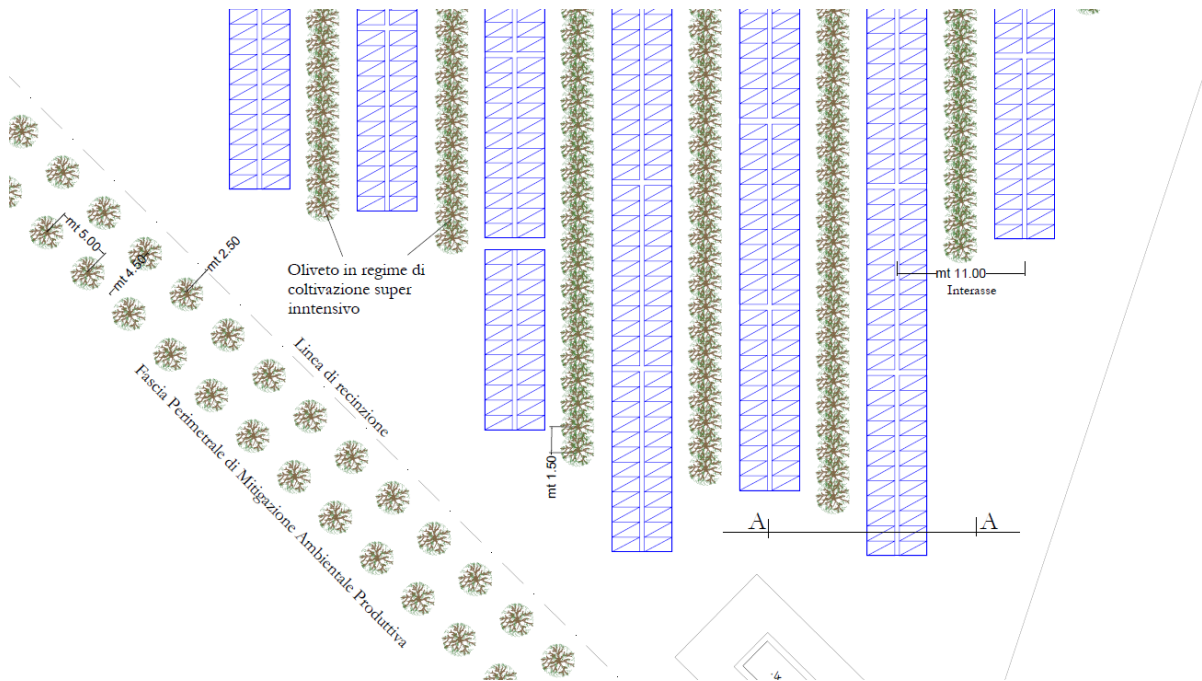 mt 5.00
mt 4.50
mt 2.50
Oliveto in regime di
coltivazione super
inntensivo
mt 11.00
Interasse
Linea di recinzione
Fascia Perimetrale di Mitigazione Ambientale Produttiva
mt 1.50
A A